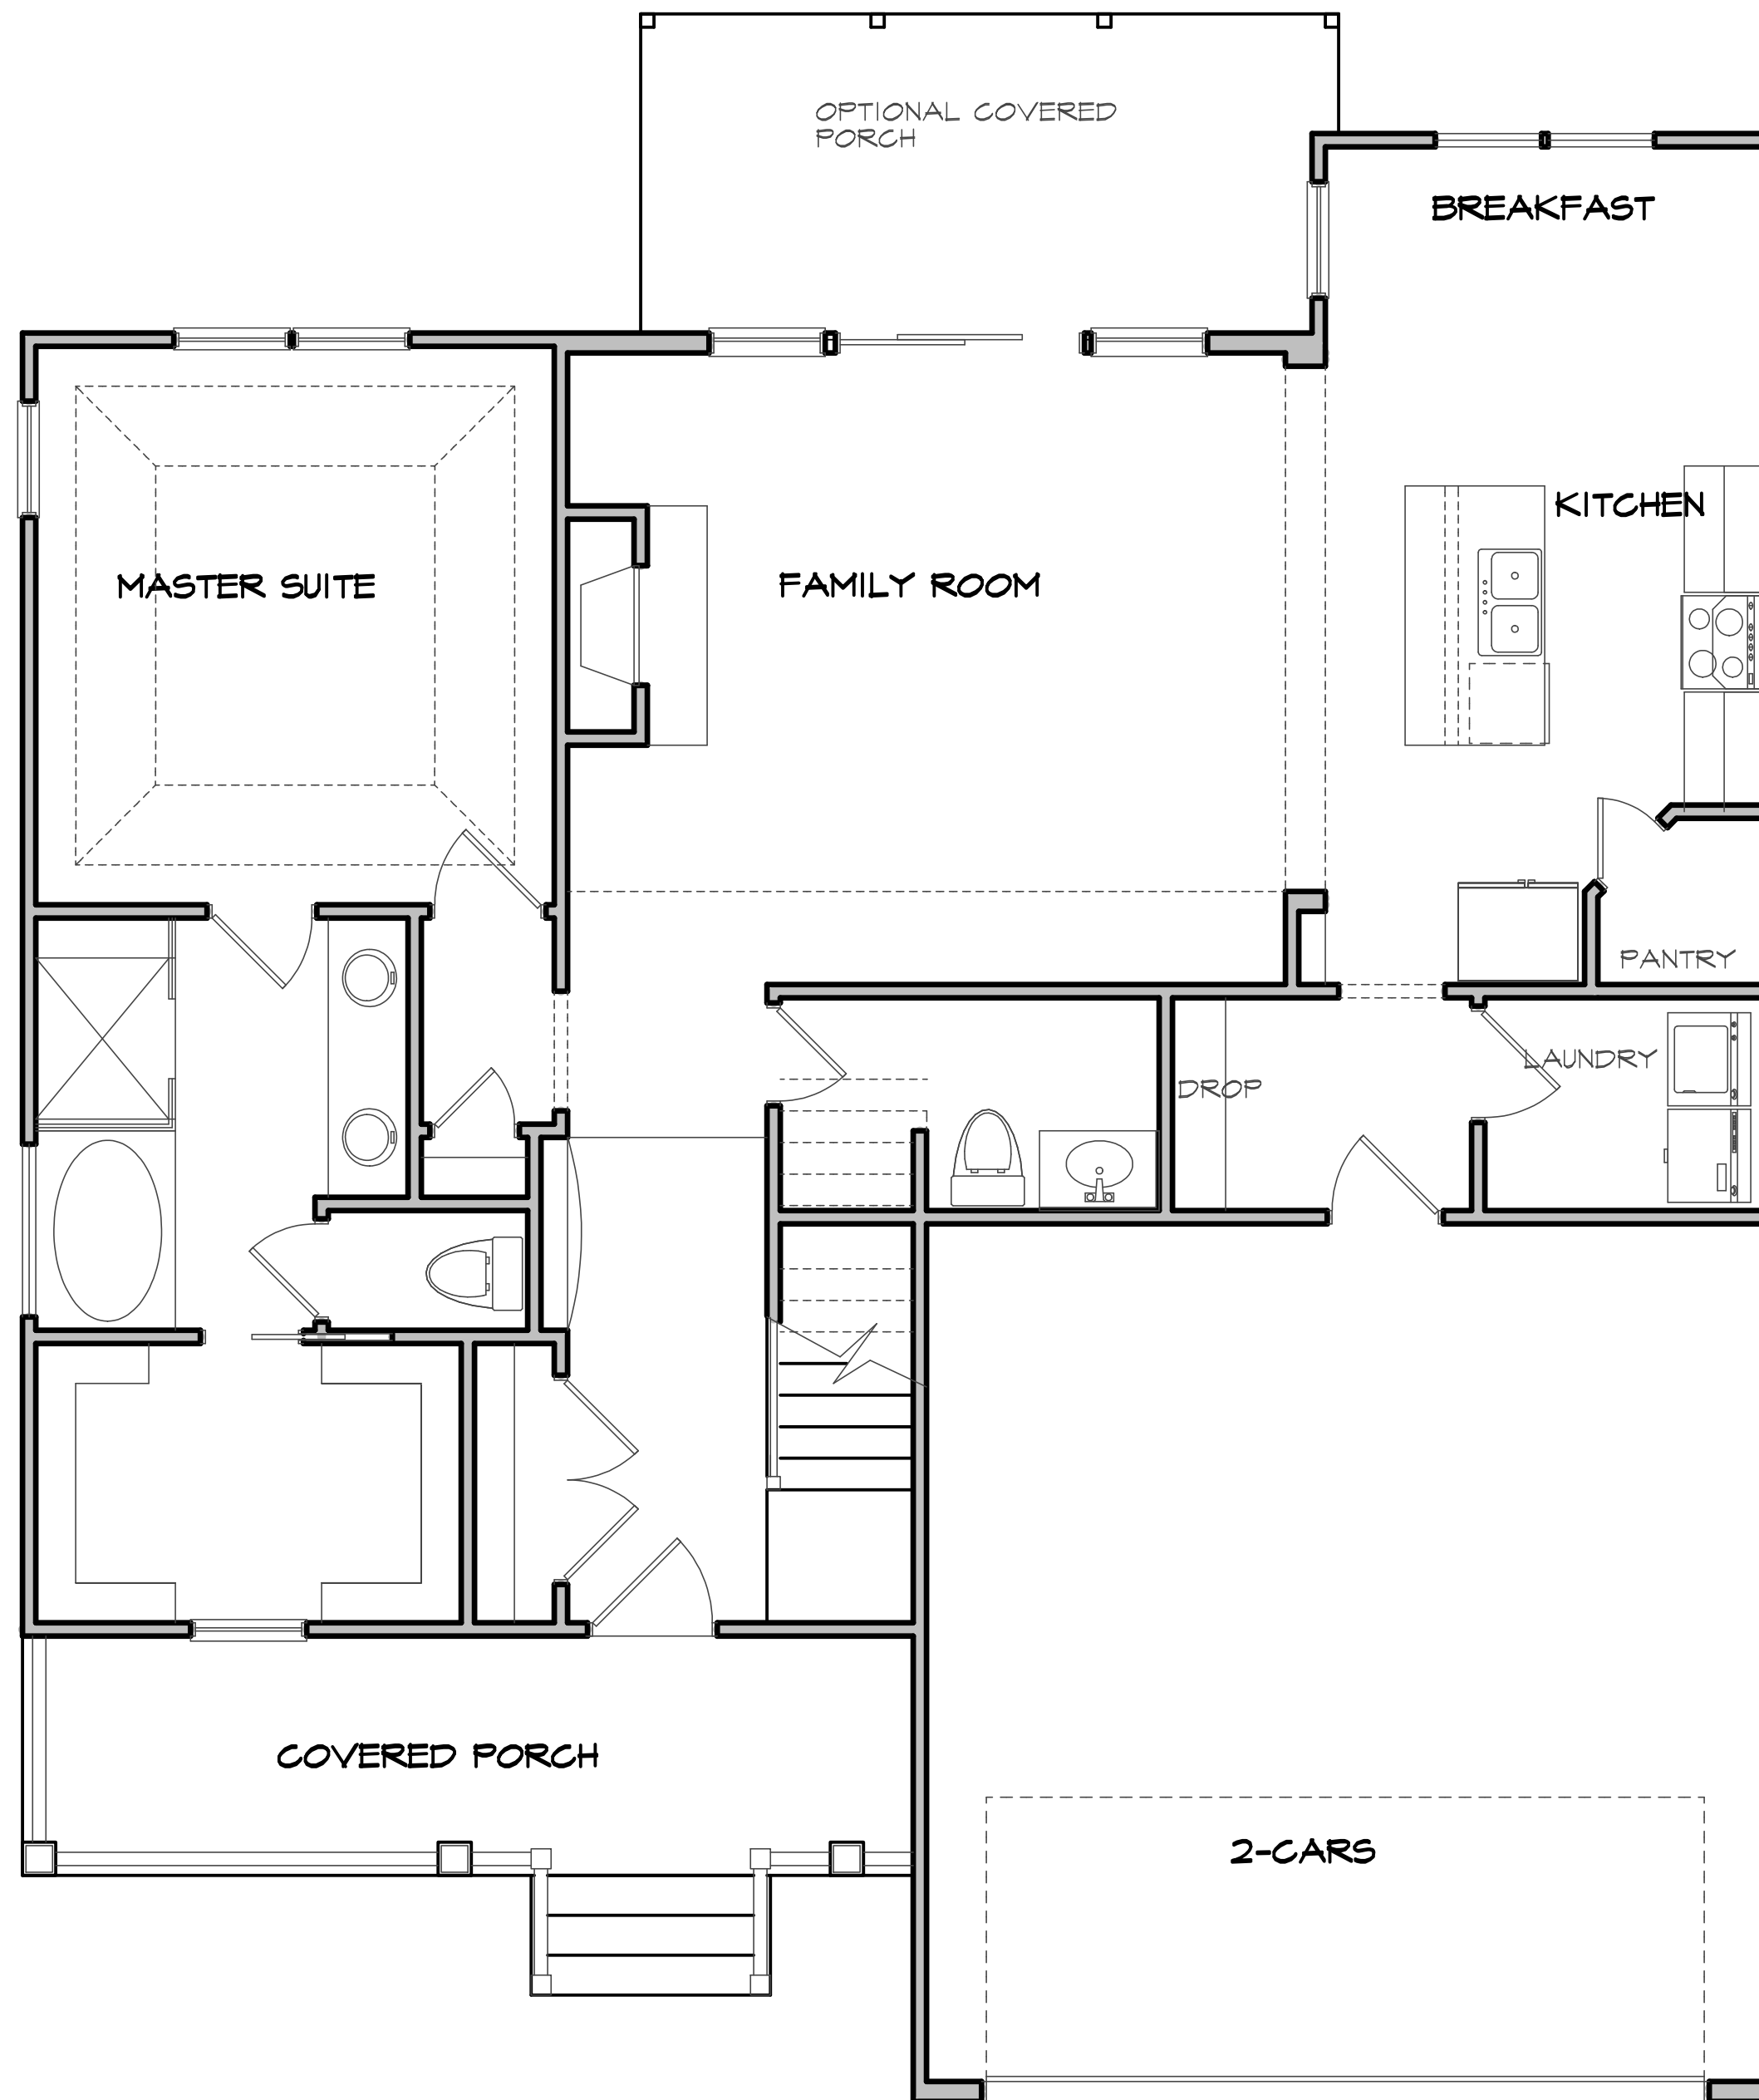 OPTIONAL COVERED
PORCH
BREAKFAST
KITCHEN
MASTER SUITE
FAMILY ROOM
PANTRY
LAUNDRY
DROP
COVERED PORCH
2-CARS